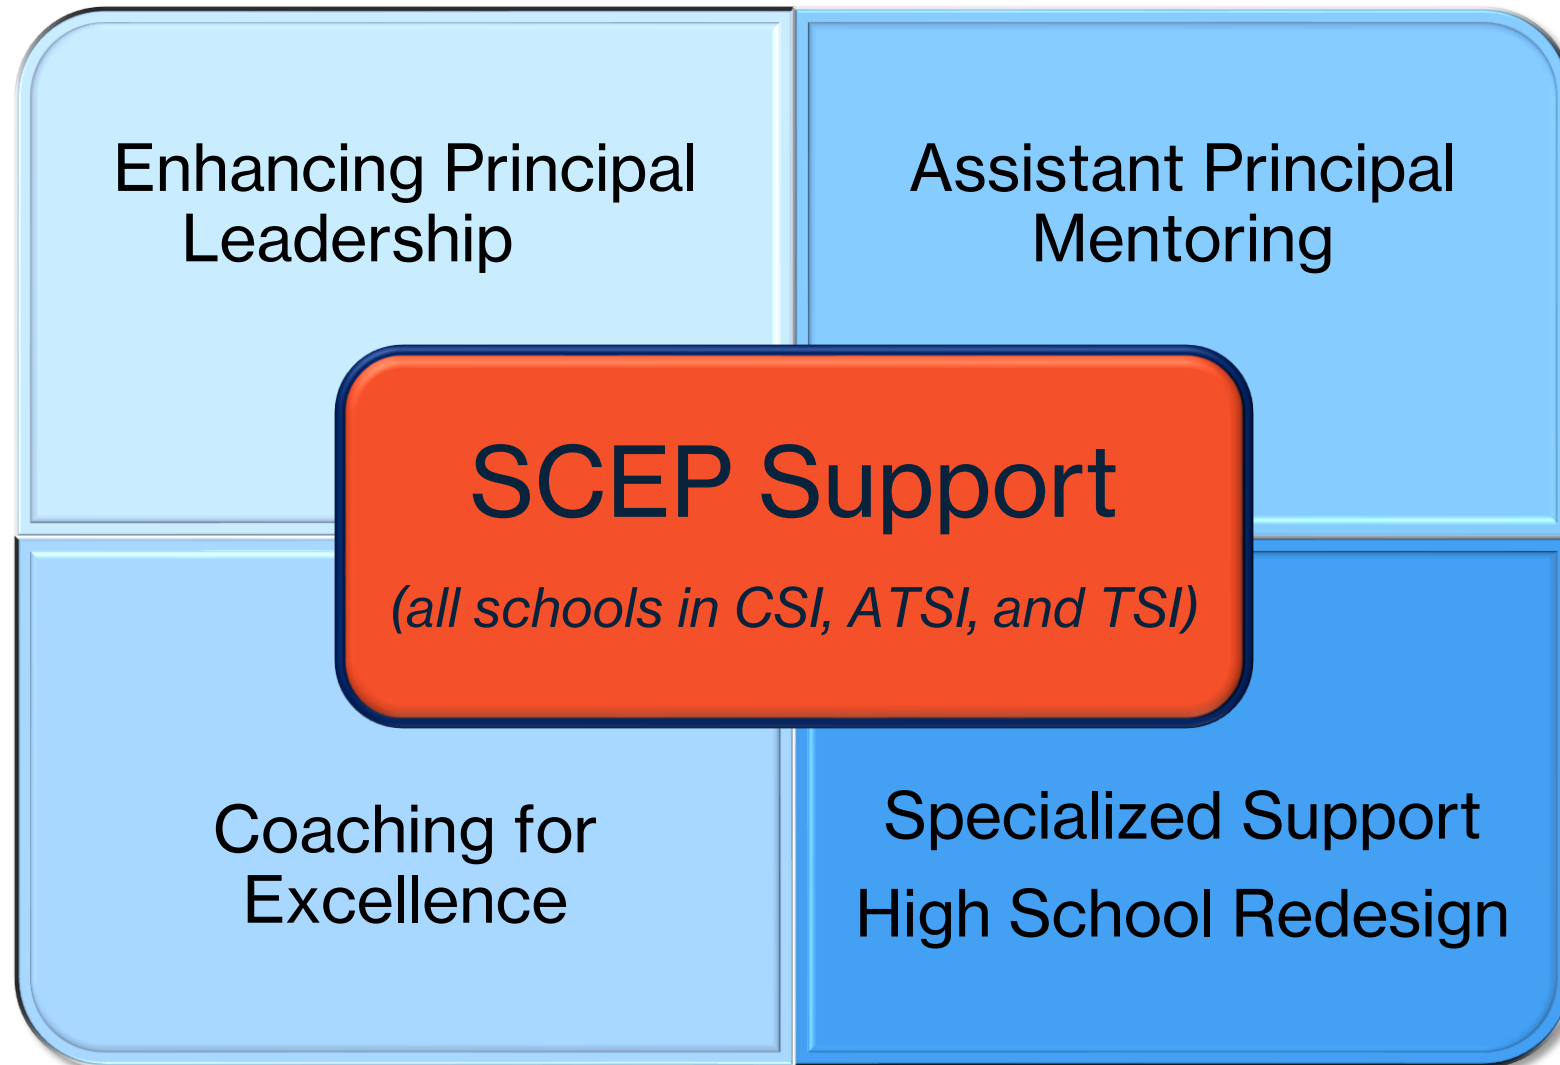 Enhancing Principal
Leadership
Assistant Principal
Mentoring
SCEP Support
(all schools in CSI, ATSI, and TSI)
Coaching for
Excellence
Specialized Support
High School Redesign